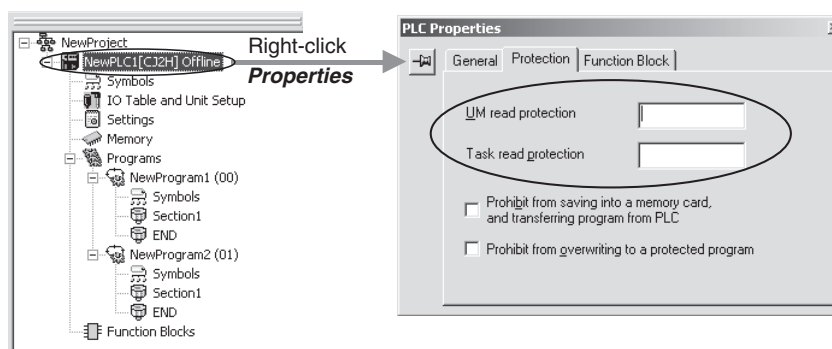 NewProject
NewPLC1[CJ2H] Offline
Symbols
IO Table and Unit Setup
Settings
Memory
Programs
NewProgram1 (00)
Symbols
Section1
END
NewProgram2 (01)
Symbols
Section1
END
Function Blocks
Right-click
Properties
PLC Properties
General
Protection
Function Block
UM read protection
Task read protection
Prohibit from saving into a memory card,
and transferring program from PLC
Prohibit from overwriting to a protected program